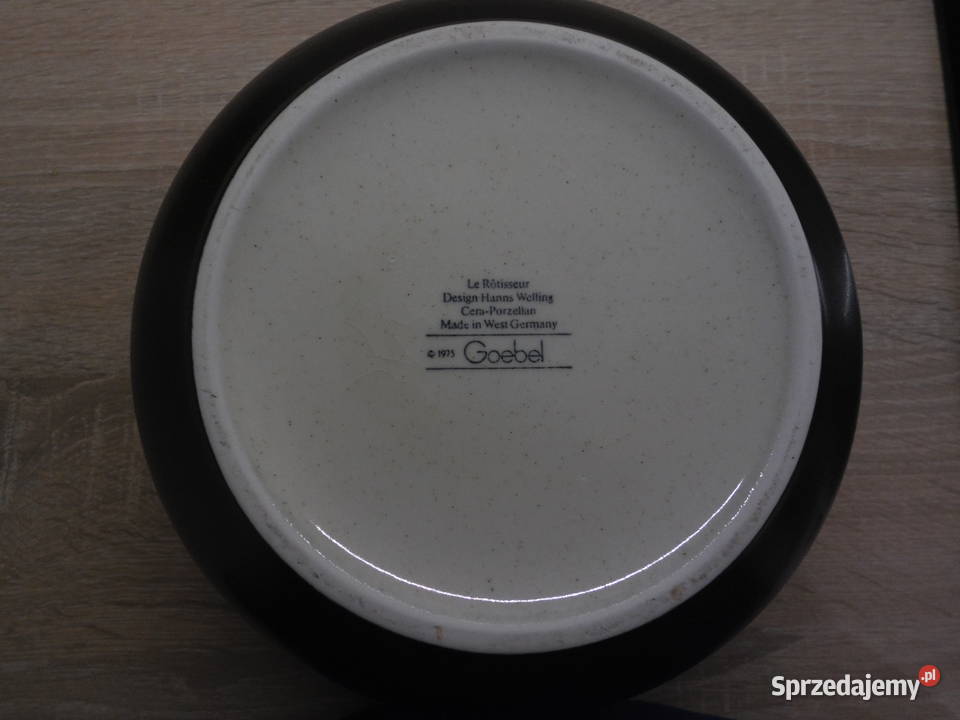 Le Rôtisseur
Design Hanns Welling
Cera-Porzellan
Made in West Germany
© 1975 Goebel
Sprzedajemy.pl